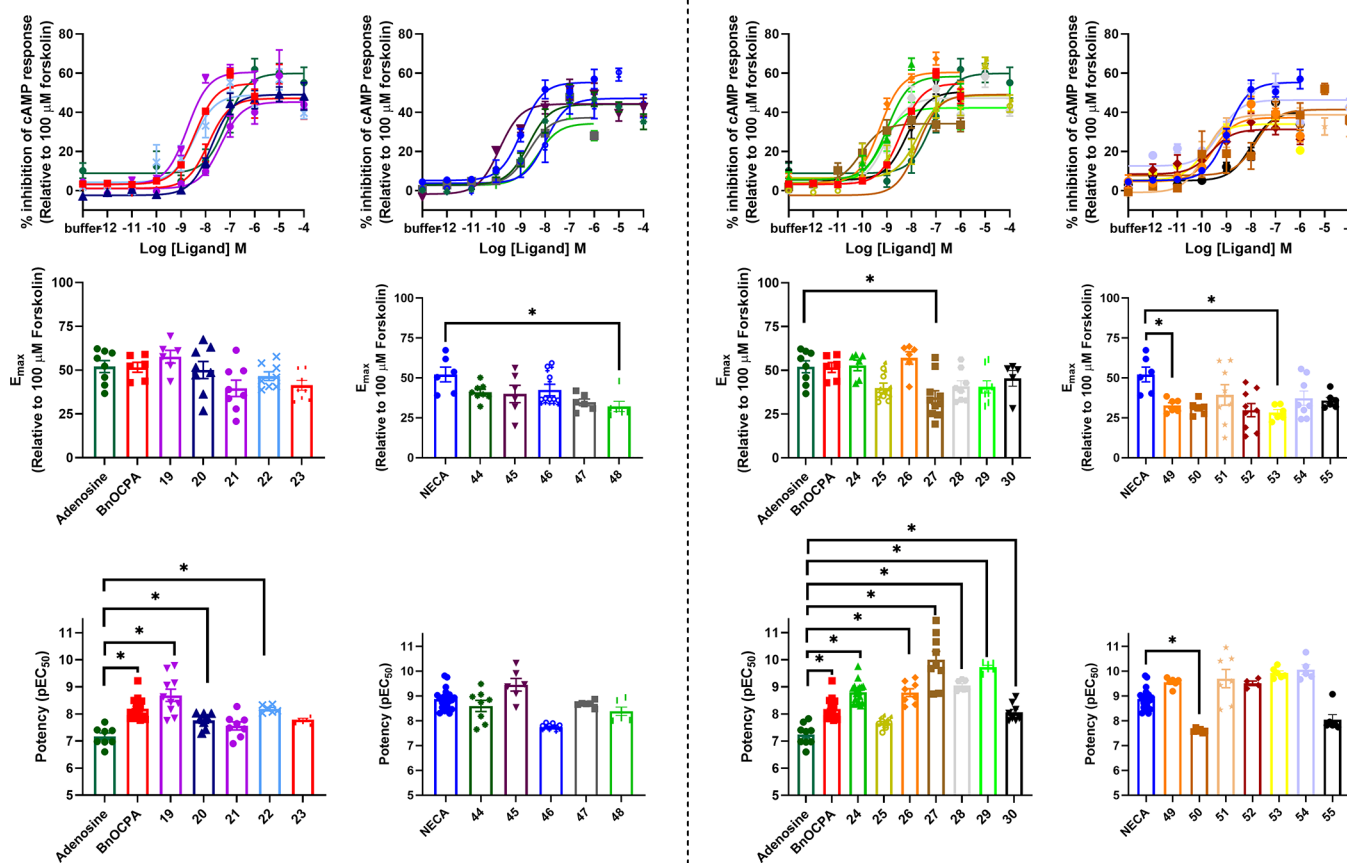 % inhibition of cAMP response
(Relative to 100 μM forskolin)
80
60
40
20
0
buffer -12 -11 -10 -9 -8 -7 -6 -5 -4
Log [Ligand] M
% inhibition of cAMP response
(Relative to 100 μM forskolin)
80
60
40
20
0
buffer -12 -11 -10 -9 -8 -7 -6 -5 -4
Log [Ligand] M
% inhibition of cAMP response
(Relative to 100 μM forskolin)
80
60
40
20
0
buffer -12 -11 -10 -9 -8 -7 -6 -5 -4
Log [Ligand] M
% inhibition of cAMP response
(Relative to 100 μM forskolin)
80
60
40
20
0
buffer -12 -11 -10 -9 -8 -7 -6 -5
Log [Ligand] M
Emax
(Relative to 100 μM Forskolin)
100
75
50
25
0
Adenosine BnOCPA 19 20 21 22 23
Emax
(Relative to 100 μM Forskolin)
100
75
50
25
0
*
NECA 44 45 46 47 48
Emax
(Relative to 100 μM Forskolin)
100
75
50
25
0
*
Adenosine BnOCPA 24 25 26 27 28 29 30
Emax
(Relative to 100 μM Forskolin)
100
75
50
25
0
*
*
NECA 49 50 51 52 53 54 55
Potency (pEC50)
11
10
9
8
7
6
5
*
*
*
*
Adenosine BnOCPA 19 20 21 22 23
Potency (pEC50)
11
10
9
8
7
6
5
NECA 44 45 46 47 48
Potency (pEC50)
11
10
9
8
7
6
5
*
*
*
*
*
*
*
Adenosine BnOCPA 24 25 26 27 28 29 30
Potency (pEC50)
11
10
9
8
7
6
5
*
NECA 49 50 51 52 53 54 55